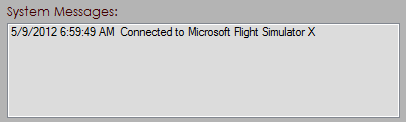 System Messages:
5/9/2012 6:59:49 AM Connected to Microsoft Flight Simulator X